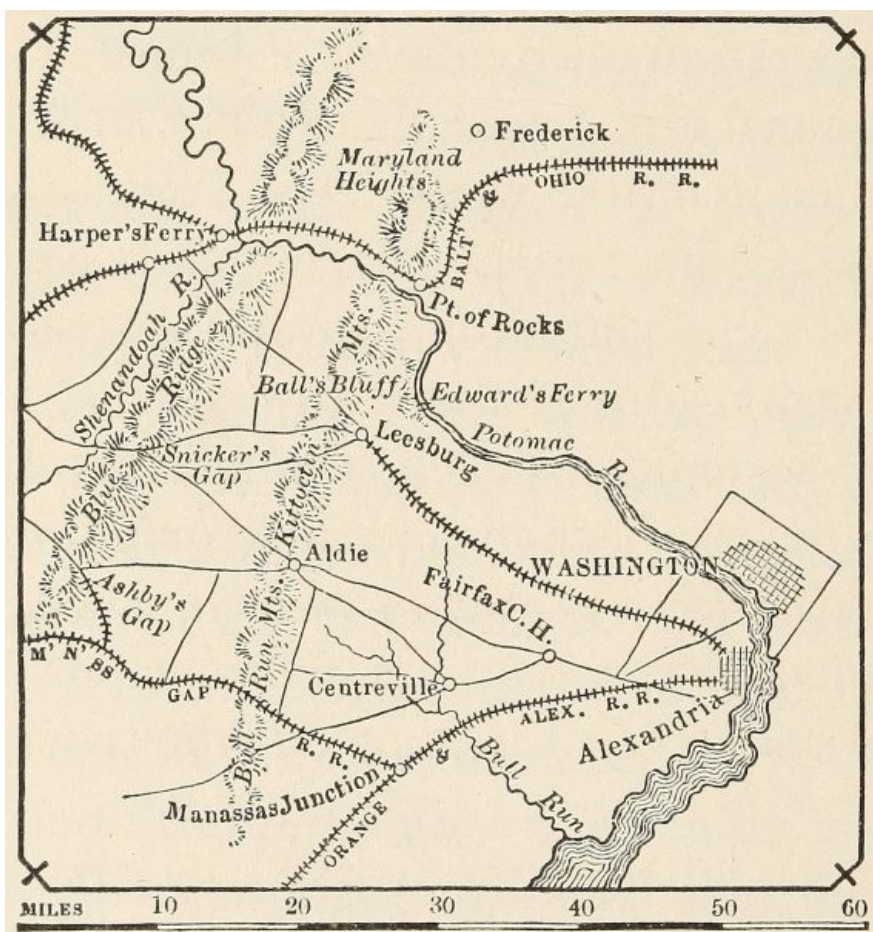 Frederick
Maryland
Heights
BALT' & OHIO R. R.
Harper's Ferry
Pt. of Rocks
Shenandoah R.
Blue Ridge
Kittoctin Mts.
Ball's Bluff
Edward's Ferry
Potomac R.
Snicker's
Gap
Leesburg
Aldie
WASHINGTON
Ashby's
Gap
Fairfax C. H.
M' N' SS GAP R. R.
Bull Run Mts.
Centreville
ORANGE & ALEX. R. R.
Alexandria
Manassas Junction
Bull Run
MILES 10 20 30 40 50 60